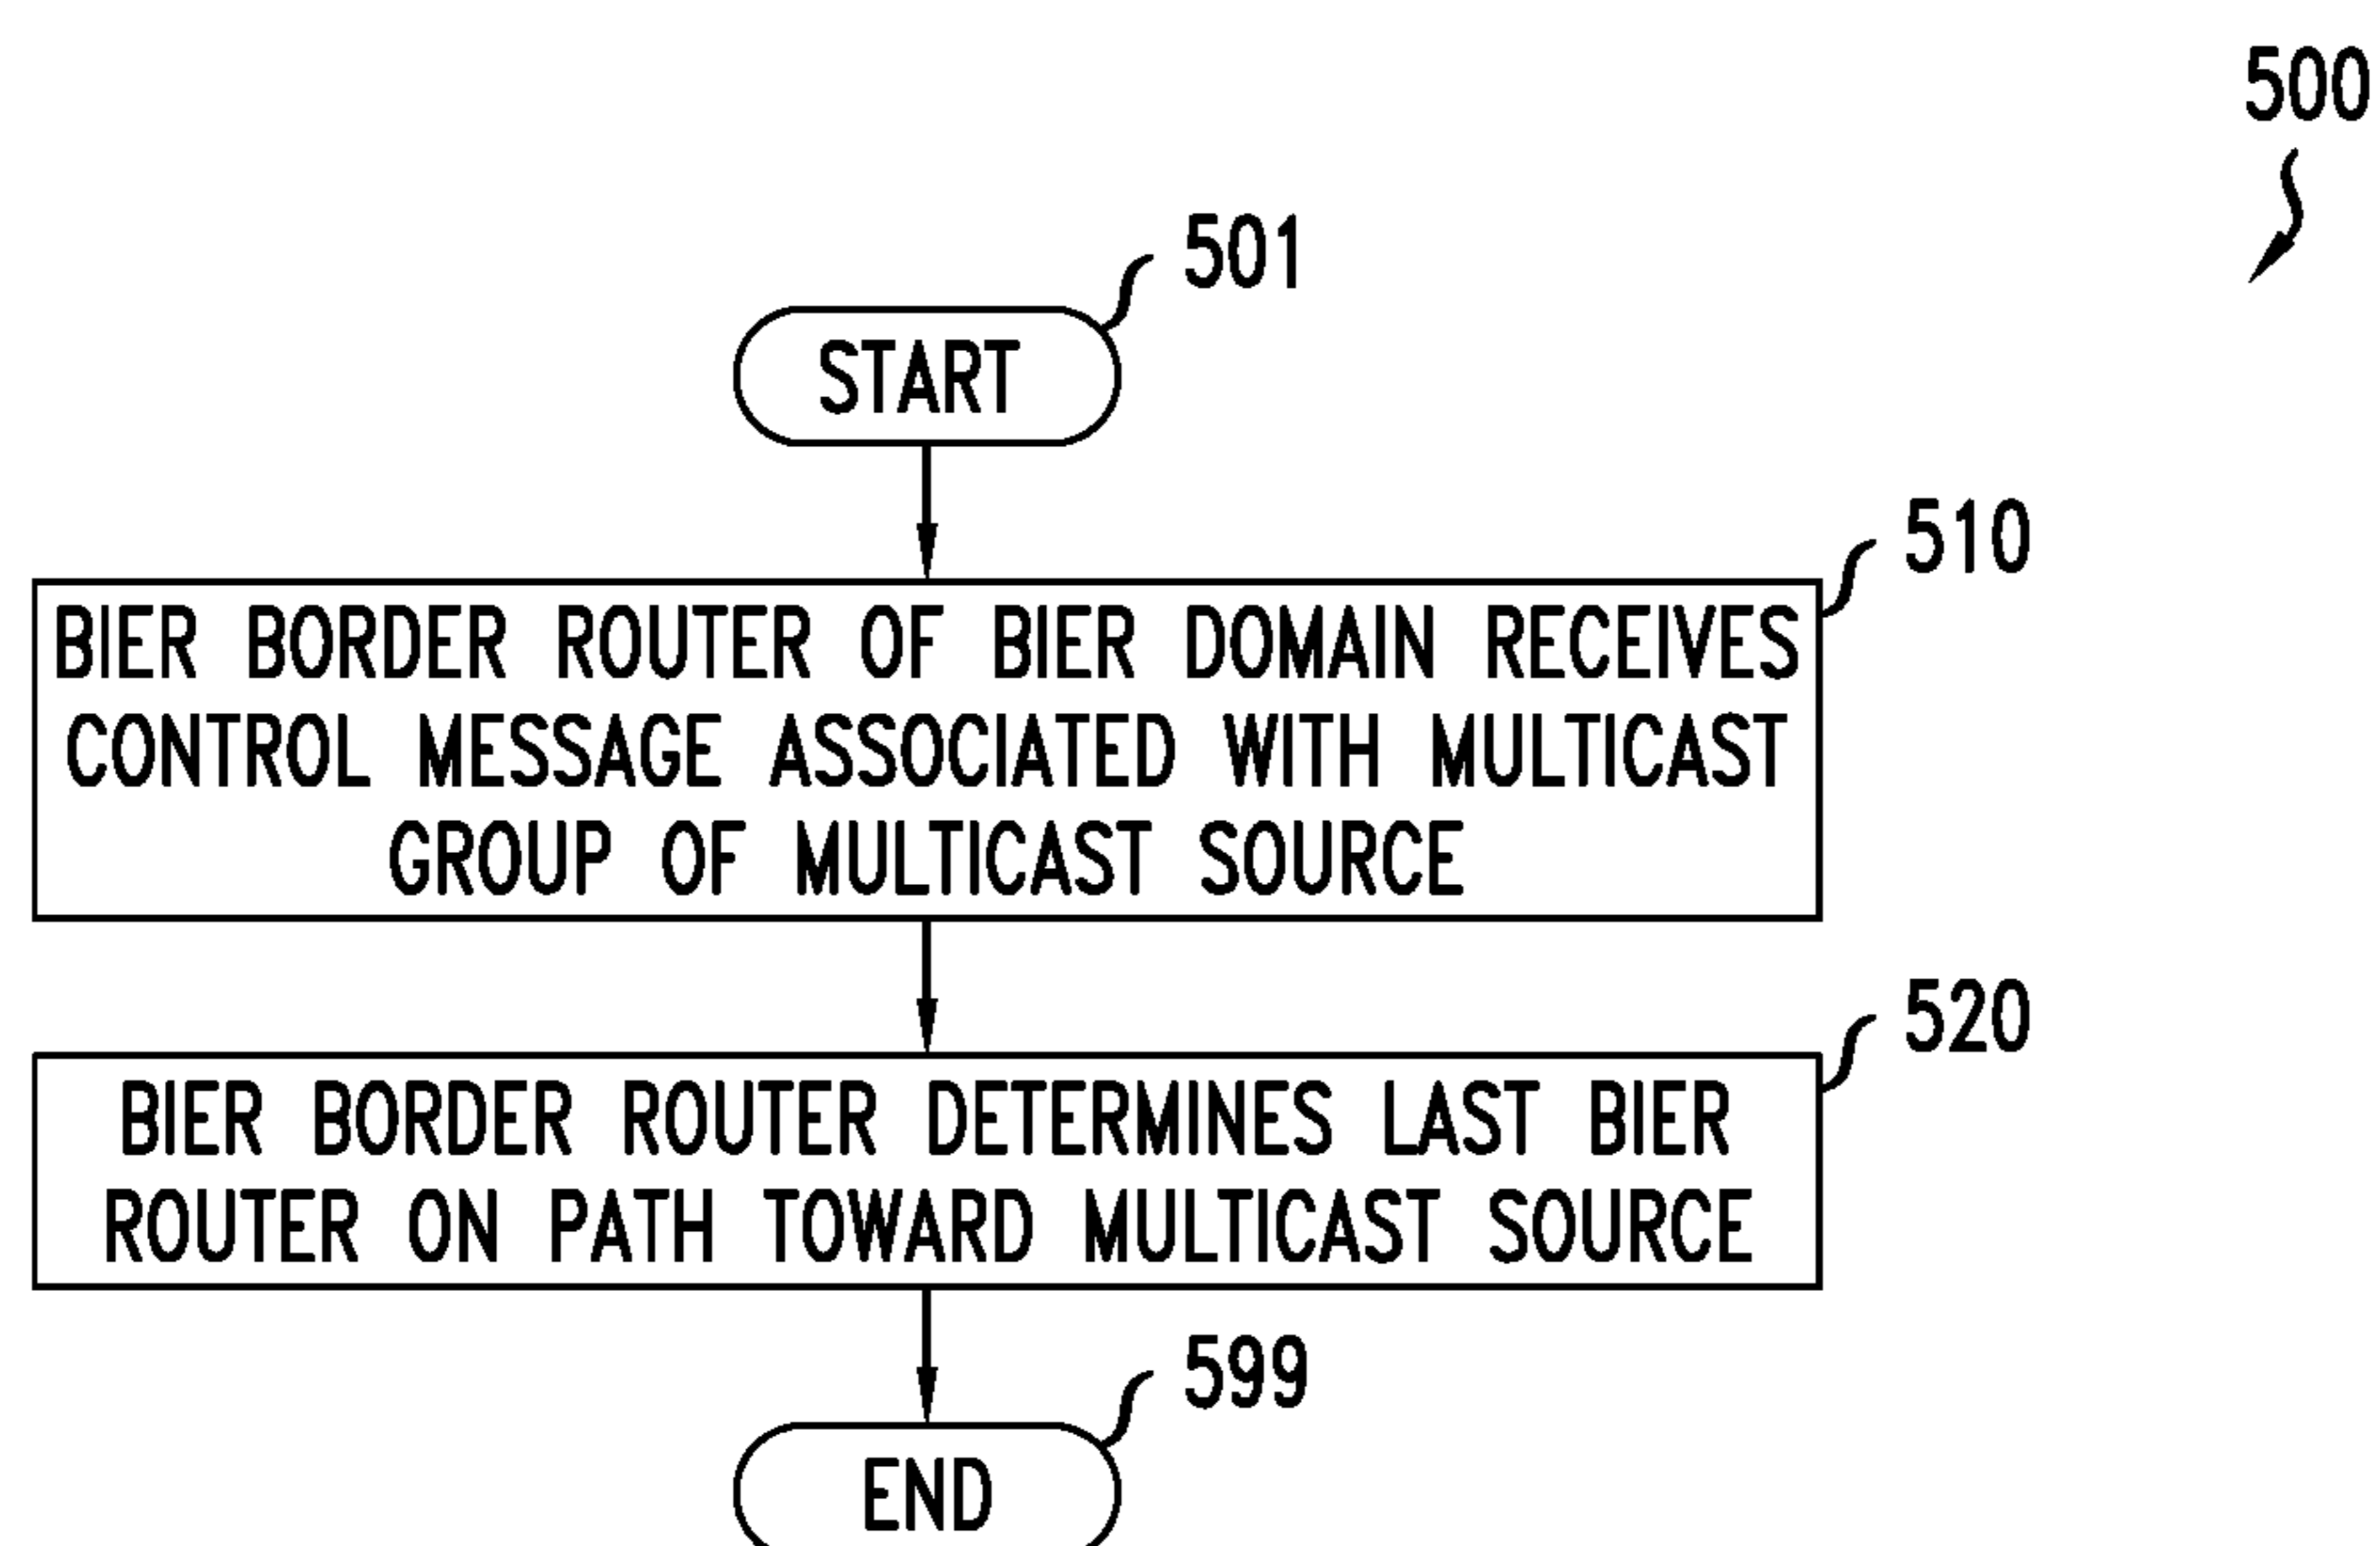 500
501
START
510
BIER BORDER ROUTER OF BIER DOMAIN RECEIVES
CONTROL MESSAGE ASSOCIATED WITH MULTICAST
GROUP OF MULTICAST SOURCE
520
BIER BORDER ROUTER DETERMINES LAST BIER
ROUTER ON PATH TOWARD MULTICAST SOURCE
599
END